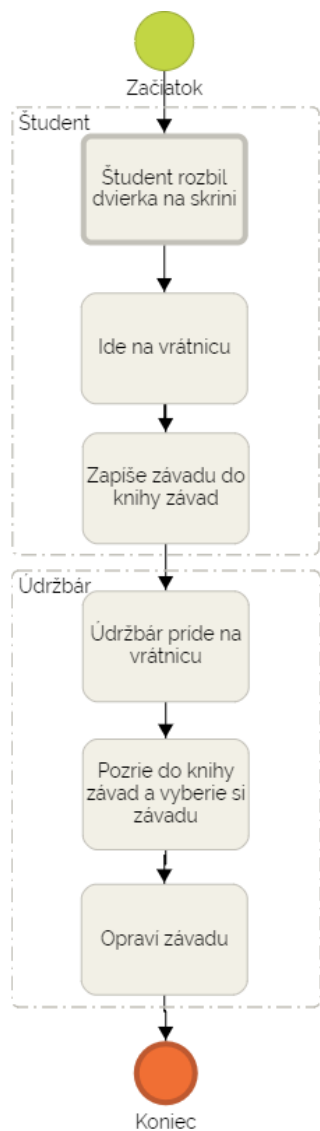 Začiatok
Študent
Študent rozbil
dvierka na skrini
Ide na vrátnicu
Zapíše závadu do
knihy závad
Údržbár
Údržbár príde na
vrátnicu
Pozrie do knihy
závad a vyberie si
závadu
Opraví závadu
Koniec